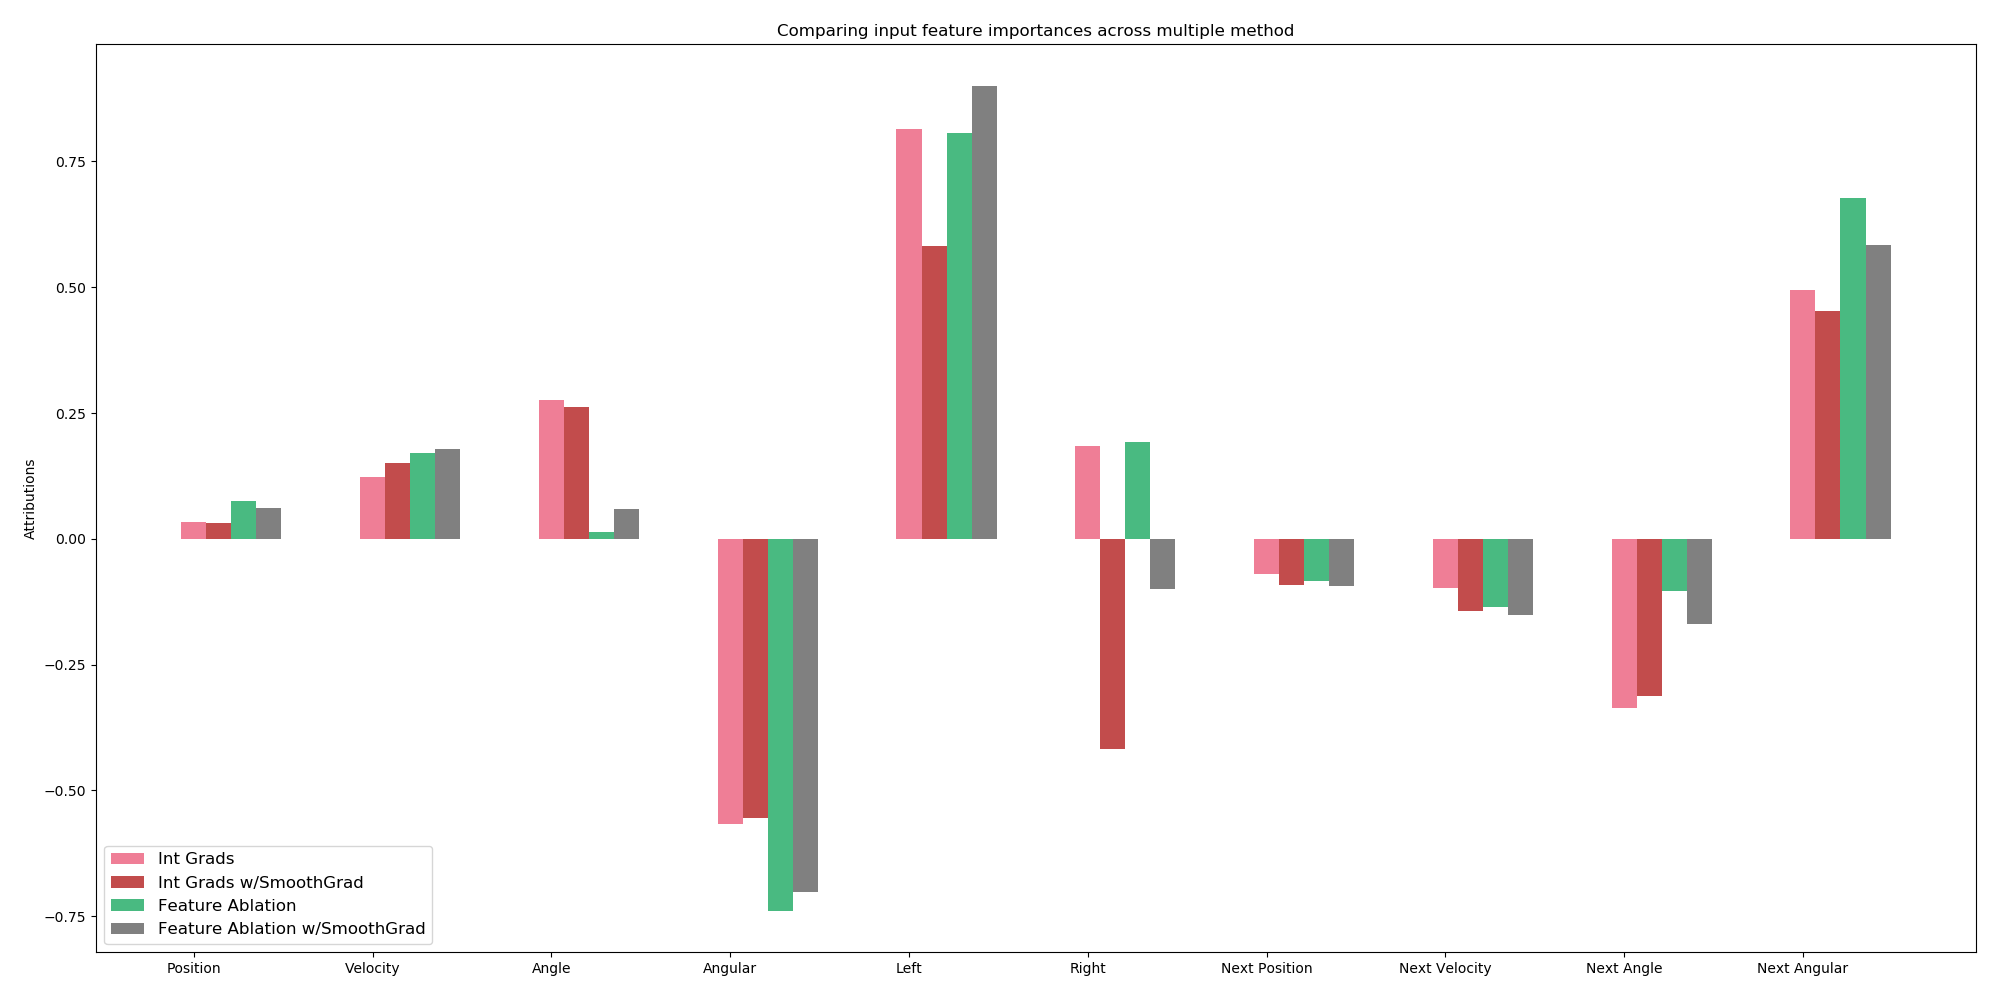 Comparing input feature importances across multiple method
Attributions
0.75
0.50
0.25
0.00
−0.25
−0.50
−0.75
Int Grads
Int Grads w/SmoothGrad
Feature Ablation
Feature Ablation w/SmoothGrad
Position Velocity Angle Angular Left Right Next Position Next Velocity Next Angle Next Angular